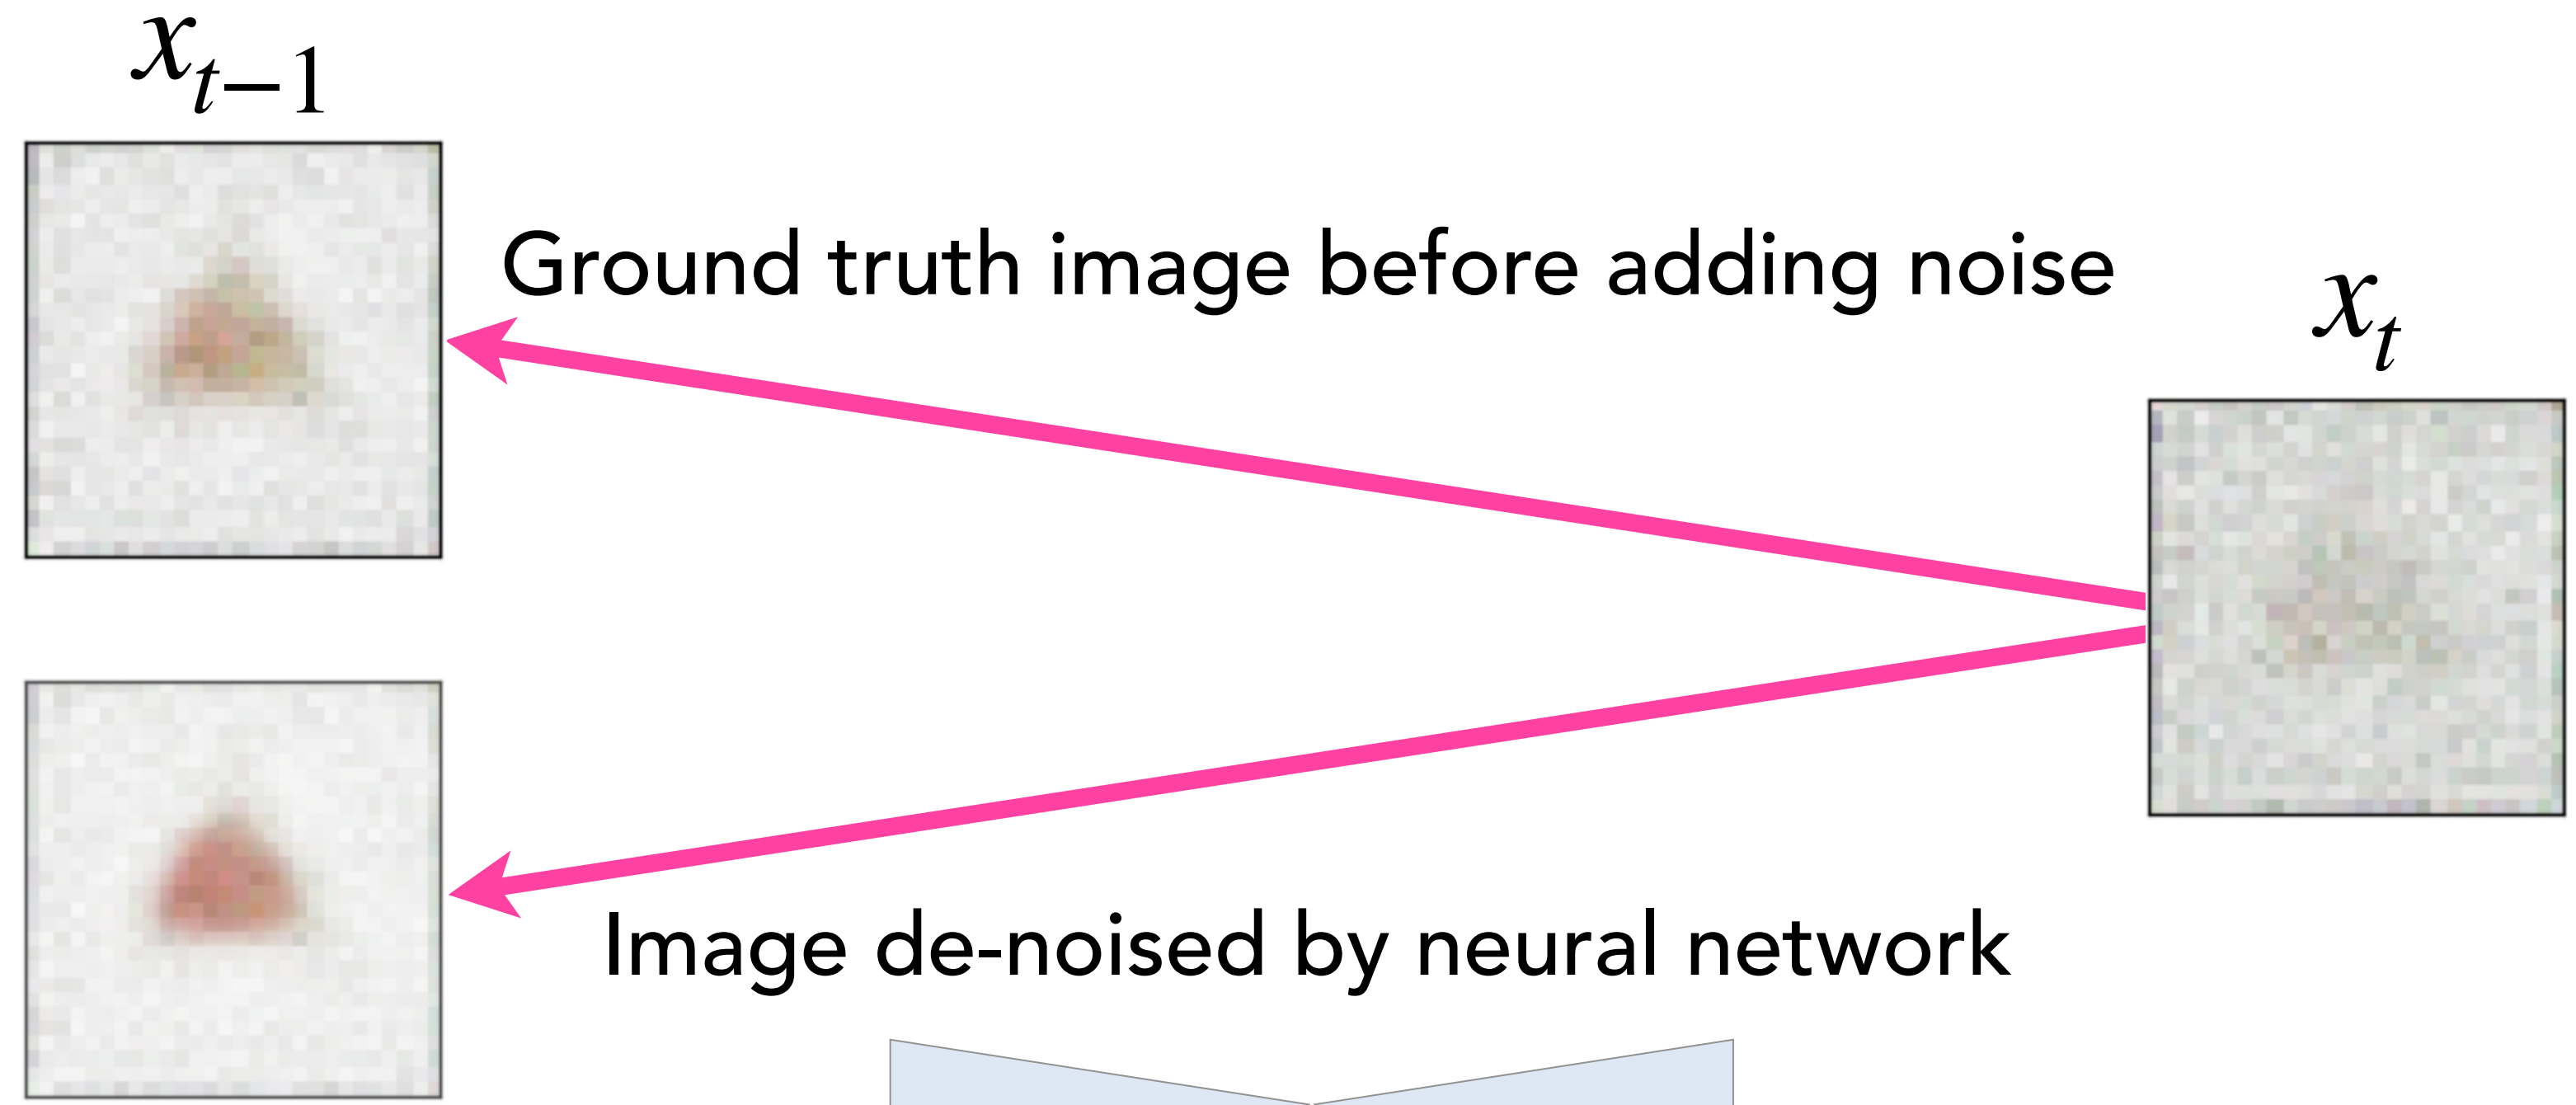 x_{t-1}
Ground truth image before adding noise
x_t
Image de-noised by neural network